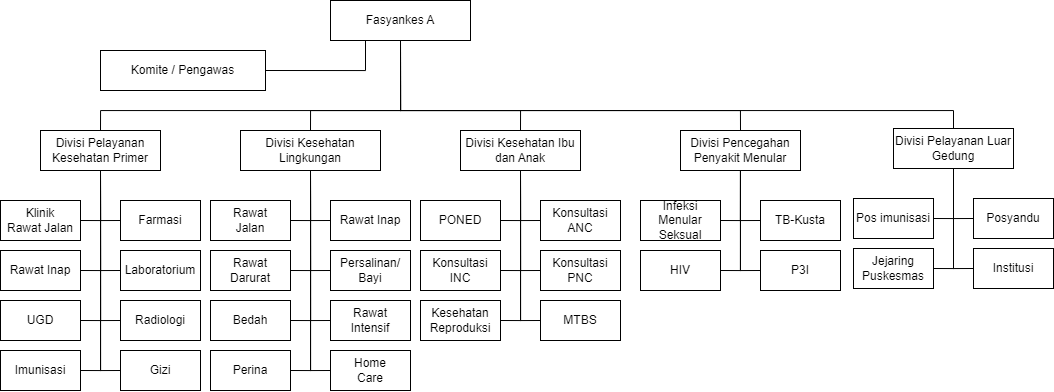 Fasyankes A
Komite / Pengawas
Divisi Pelayanan
Kesehatan Primer
Divisi Kesehatan
Lingkungan
Divisi Kesehatan Ibu
dan Anak
Divisi Pencegahan
Penyakit Menular
Divisi Pelayanan Luar
Gedung
Klinik
Rawat Jalan
Farmasi
Rawat Inap
Laboratorium
UGD
Radiologi
Imunisasi
Gizi
Rawat
Jalan
Rawat Inap
Rawat
Darurat
Persalinan/
Bayi
Bedah
Rawat
Intensif
Perina
Home
Care
PONED
Konsultasi
ANC
Konsultasi
INC
Konsultasi
PNC
Kesehatan
Reproduksi
MTBS
Infeksi
Menular
Seksual
TB-Kusta
HIV
P3I
Pos imunisasi
Posyandu
Jejaring
Puskesmas
Institusi